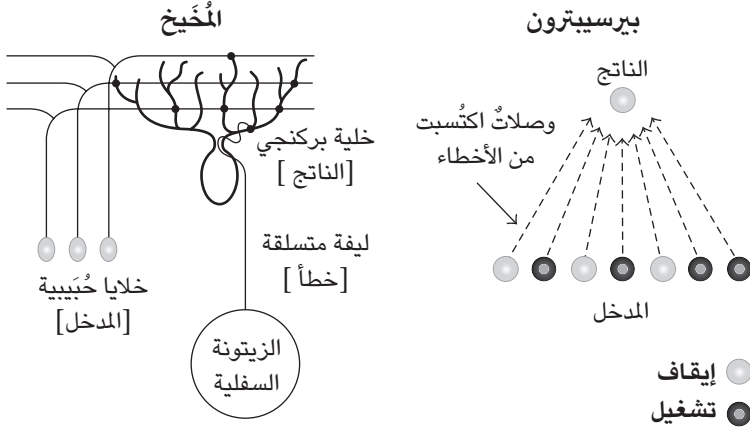 بيرسيبترون
الناتج
وصلاتٌ اكتُسبت
من الأخطاء
المدخل
إيقاف
تشغيل
المُخَيخ
خلية بركنجي
[الناتج ]
ليفة متسلقة
[خطأ ]
خلايا حُبَيبية
[المدخل]
الزيتونة
السفلية